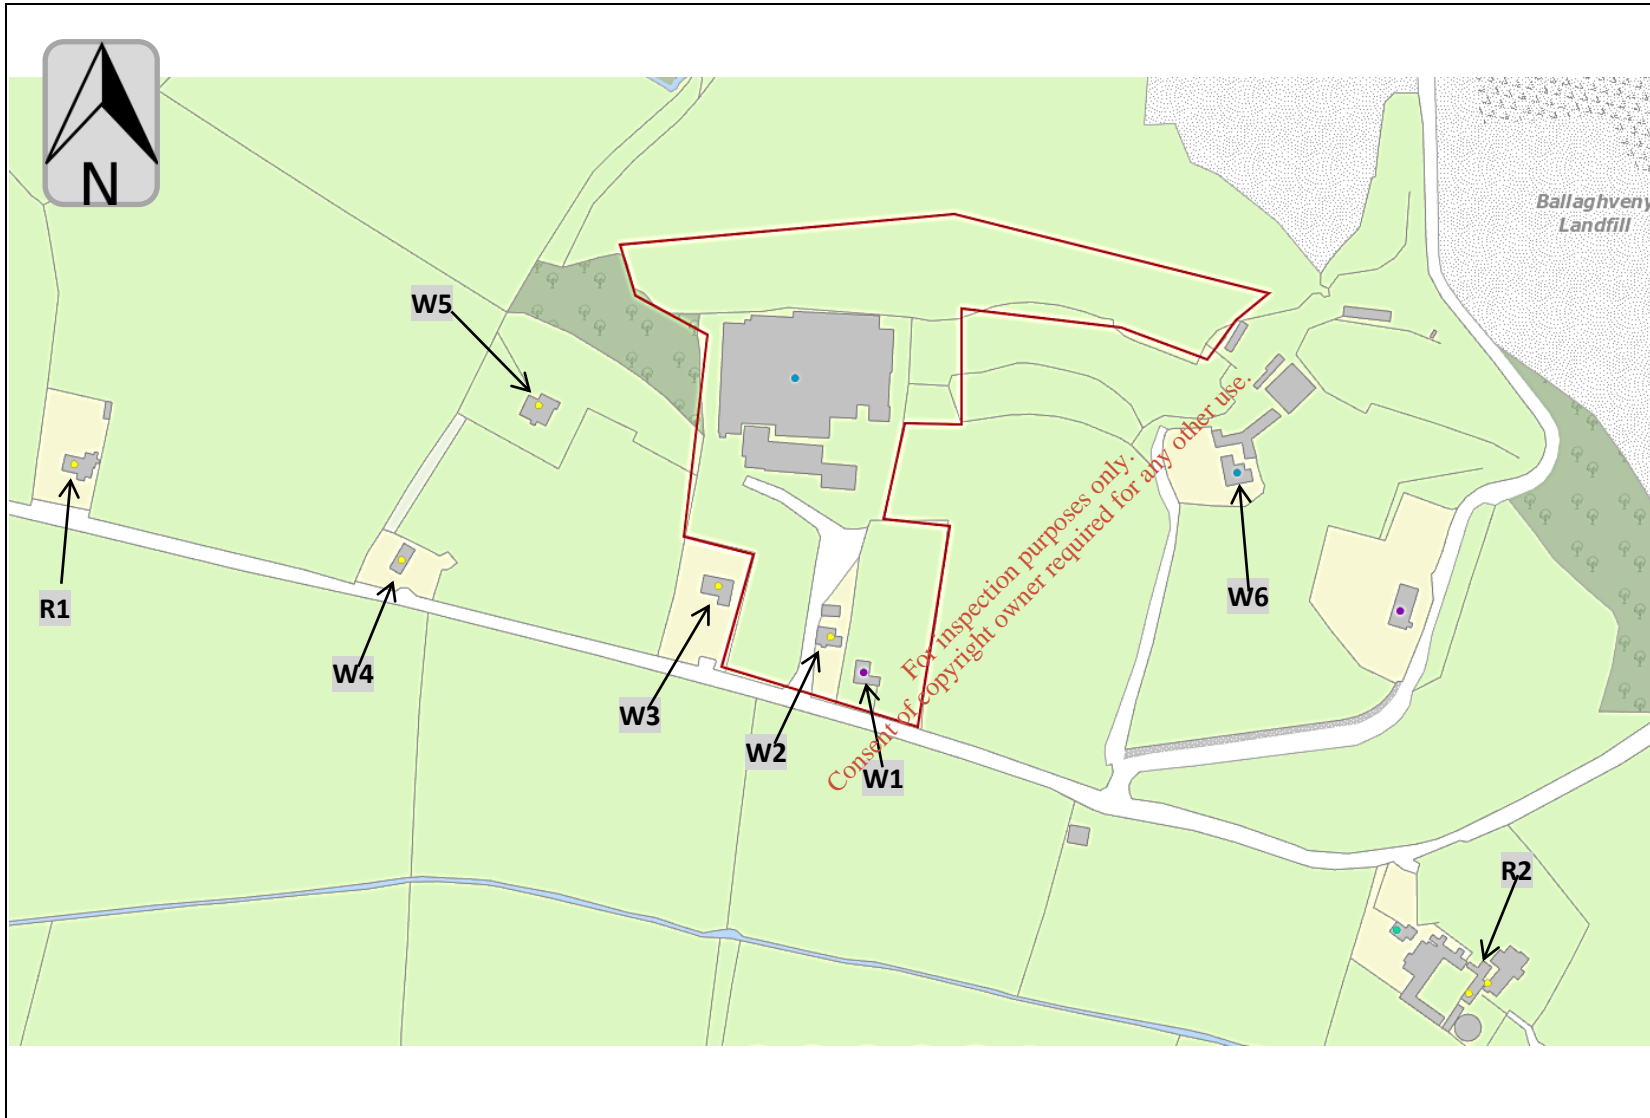 N
Ballaghveny
Landfill
W5
R1
W4
W3
W2
W1
W6
R2
For inspection purposes only.
Consent of copyright owner required for any other use.